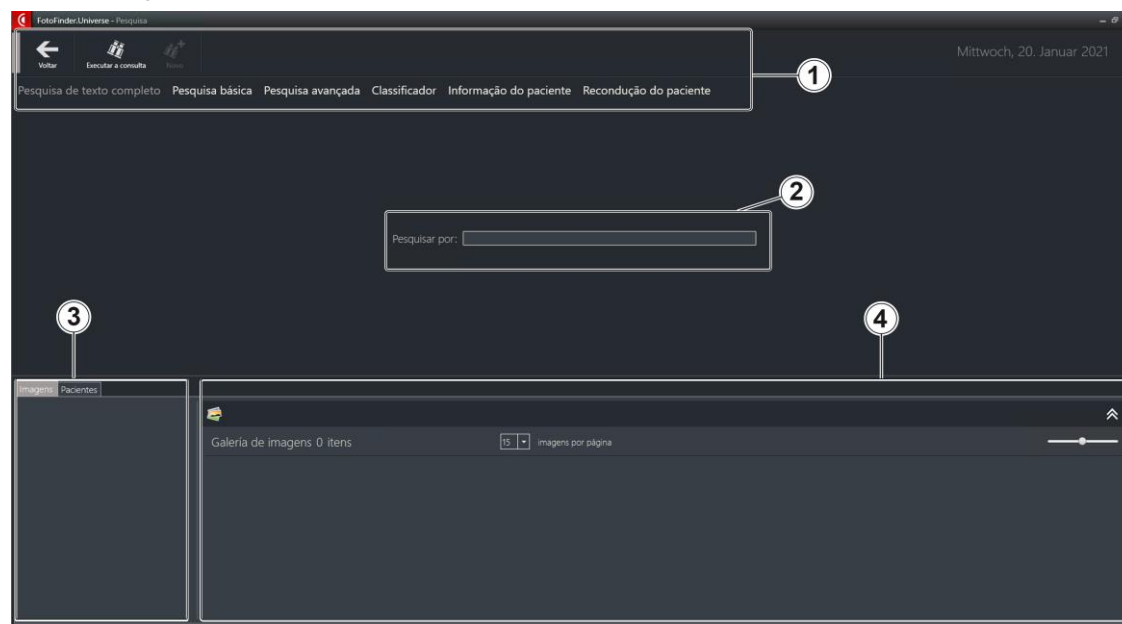 FotoFinder.Universe - Pesquisa
Voltar Executar a consulta Novo
Mittwoch, 20. Januar 2021
1
Pesquisa de texto completo Pesquisa básica Pesquisa avançada Classificador Informação do paciente Recondução do paciente
2
Pesquisar por:
3
4
Imagens Pacientes
Galeria de imagens 0 itens 15 imagens por página